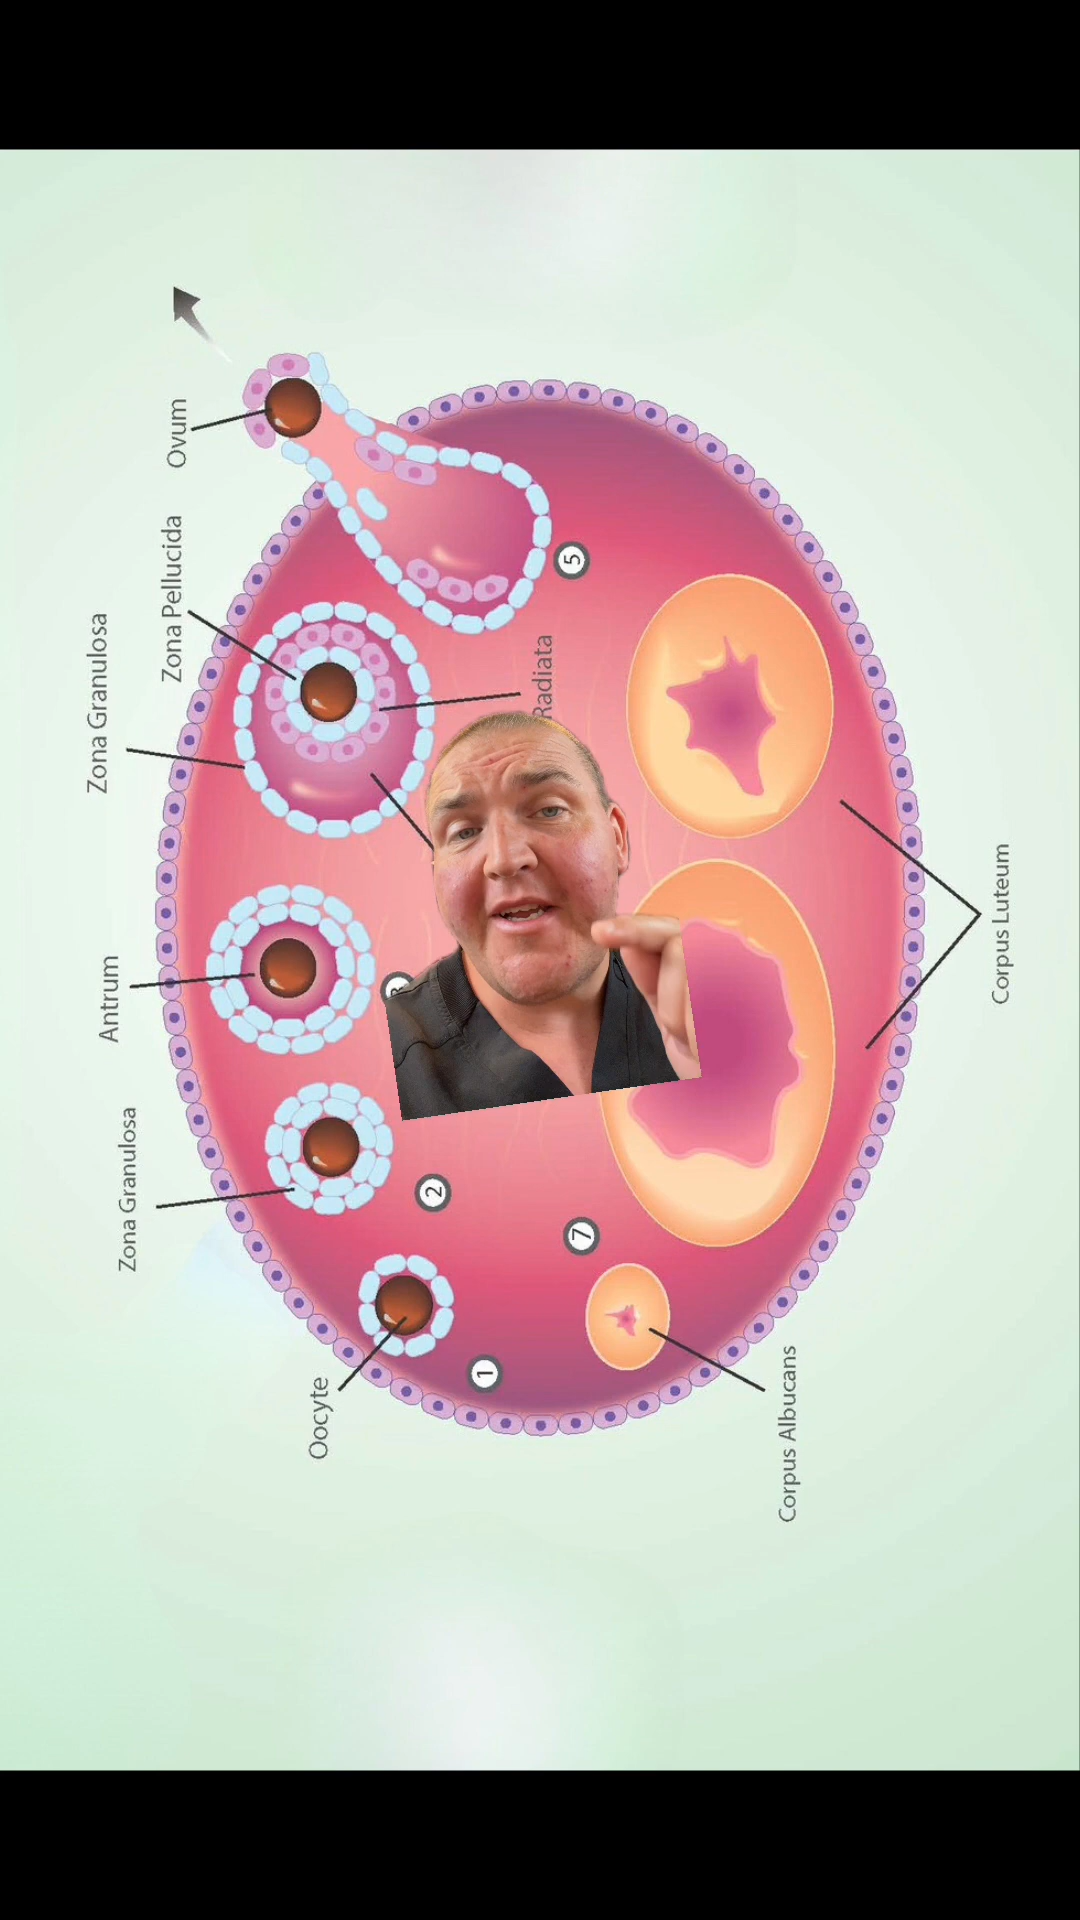 Zona Granulosa
Antrum
Zona Granulosa
Zona Pellucida
Ovum
Oocyte
1
2
5
7
Radiata
Corpus Albucans
Corpus Luteum